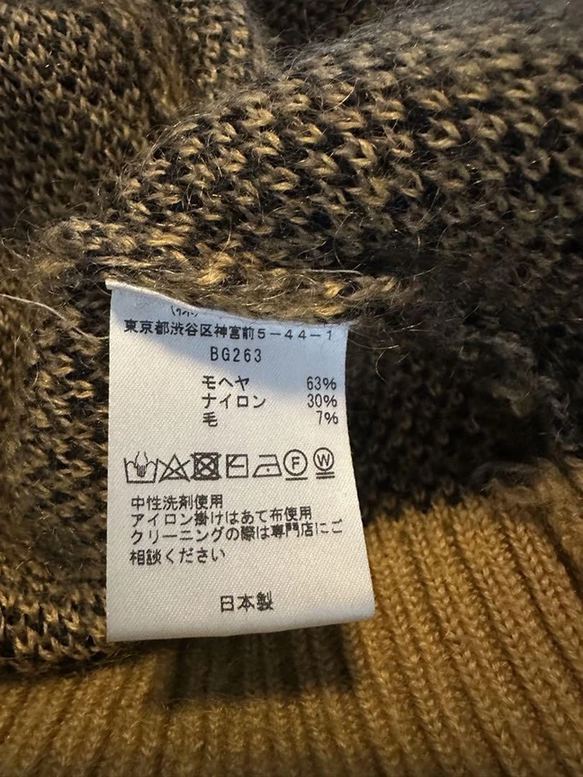 東京都渋谷区神宮前5-44-1
BG263
モヘヤ 63%
ナイロン 30%
毛 7%
F W
中性洗剤使用
アイロン掛けはあて布使用
クリーニングの際は専門店にご
相談ください
日本製